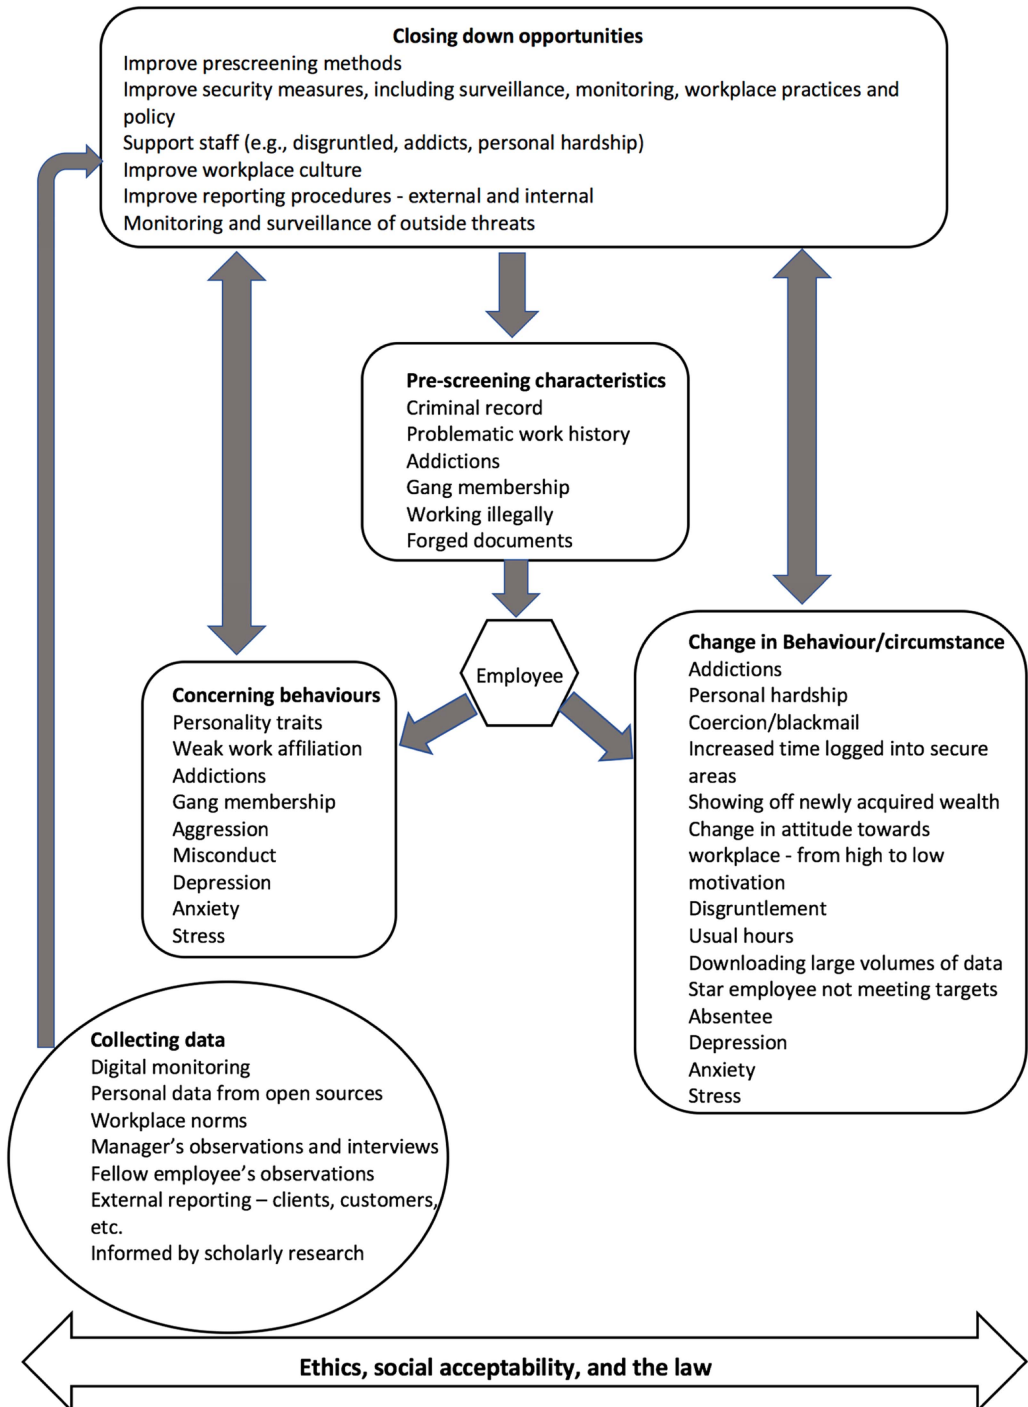 Closing down opportunities
Improve prescreening methods
Improve security measures, including surveillance, monitoring, workplace practices and
policy
Support staff (e.g., disgruntled, addicts, personal hardship)
Improve workplace culture
Improve reporting procedures - external and internal
Monitoring and surveillance of outside threats
Pre-screening characteristics
Criminal record
Problematic work history
Addictions
Gang membership
Working illegally
Forged documents
Employee
Concerning behaviours
Personality traits
Weak work affiliation
Addictions
Gang membership
Aggression
Misconduct
Depression
Anxiety
Stress
Change in Behaviour/circumstance
Addictions
Personal hardship
Coercion/blackmail
Increased time logged into secure
areas
Showing off newly acquired wealth
Change in attitude towards
workplace - from high to low
motivation
Disgruntlement
Usual hours
Downloading large volumes of data
Star employee not meeting targets
Absentee
Depression
Anxiety
Stress
Collecting data
Digital monitoring
Personal data from open sources
Workplace norms
Manager’s observations and interviews
Fellow employee’s observations
External reporting – clients, customers,
etc.
Informed by scholarly research
Ethics, social acceptability, and the law